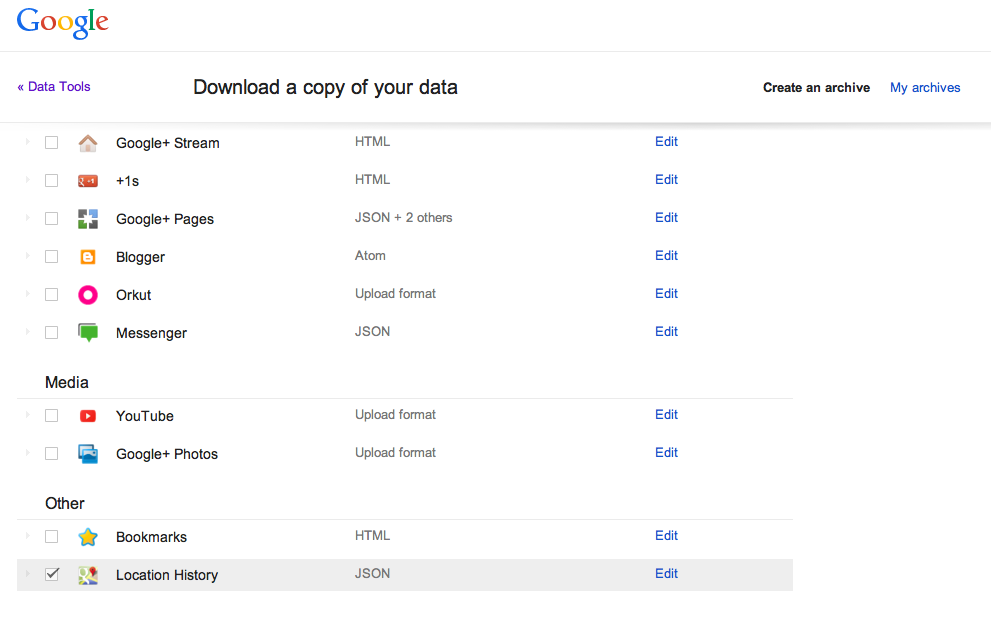 Google
« Data Tools Download a copy of your data Create an archive My archives
Google+ Stream HTML Edit
+1s HTML Edit
Google+ Pages JSON + 2 others Edit
Blogger Atom Edit
Orkut Upload format Edit
Messenger JSON Edit
Media
YouTube Upload format Edit
Google+ Photos Upload format Edit
Other
Bookmarks HTML Edit
Location History JSON Edit